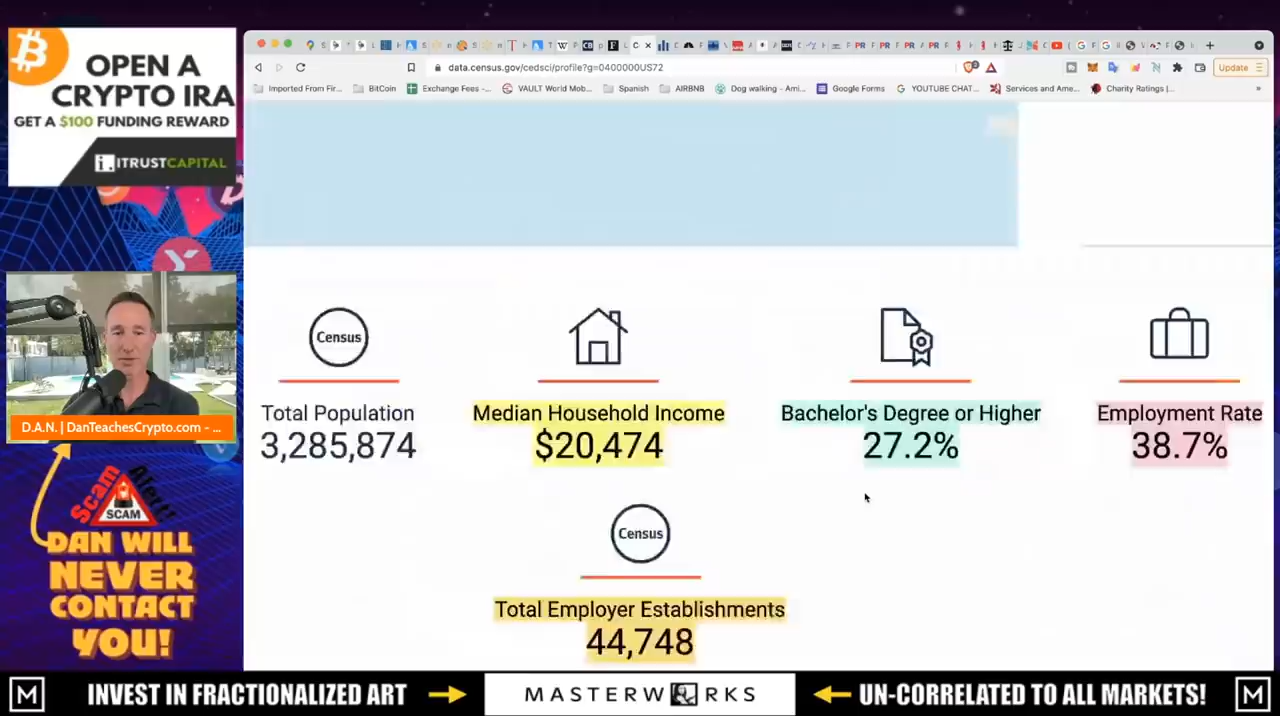 OPEN A
CRYPTO IRA
GET A $100 FUNDING REWARD
ITRUSTCAPITAL
data.census.gov/cedsci/profile?g=0400000US72
Update
Imported From Fir...
BitCoin
Exchange Fees -...
VAULT World Mob...
Spanish
AIRBNB
Dog walking - Ami...
Google Forms
YOUTUBE CHAT...
Services and Ame...
Charity Ratings |...
Census
Total Population
3,285,874
Median Household Income
$20,474
Bachelor's Degree or Higher
27.2%
Employment Rate
38.7%
Census
Total Employer Establishments
44,748
D.A.N. | DanTeachesCrypto.com - ...
Scam Alert!
SCAM
DAN WILL
NEVER
CONTACT
YOU!
M
INVEST IN FRACTIONALIZED ART
MASTERWORKS
UN-CORRELATED TO ALL MARKETS!
M